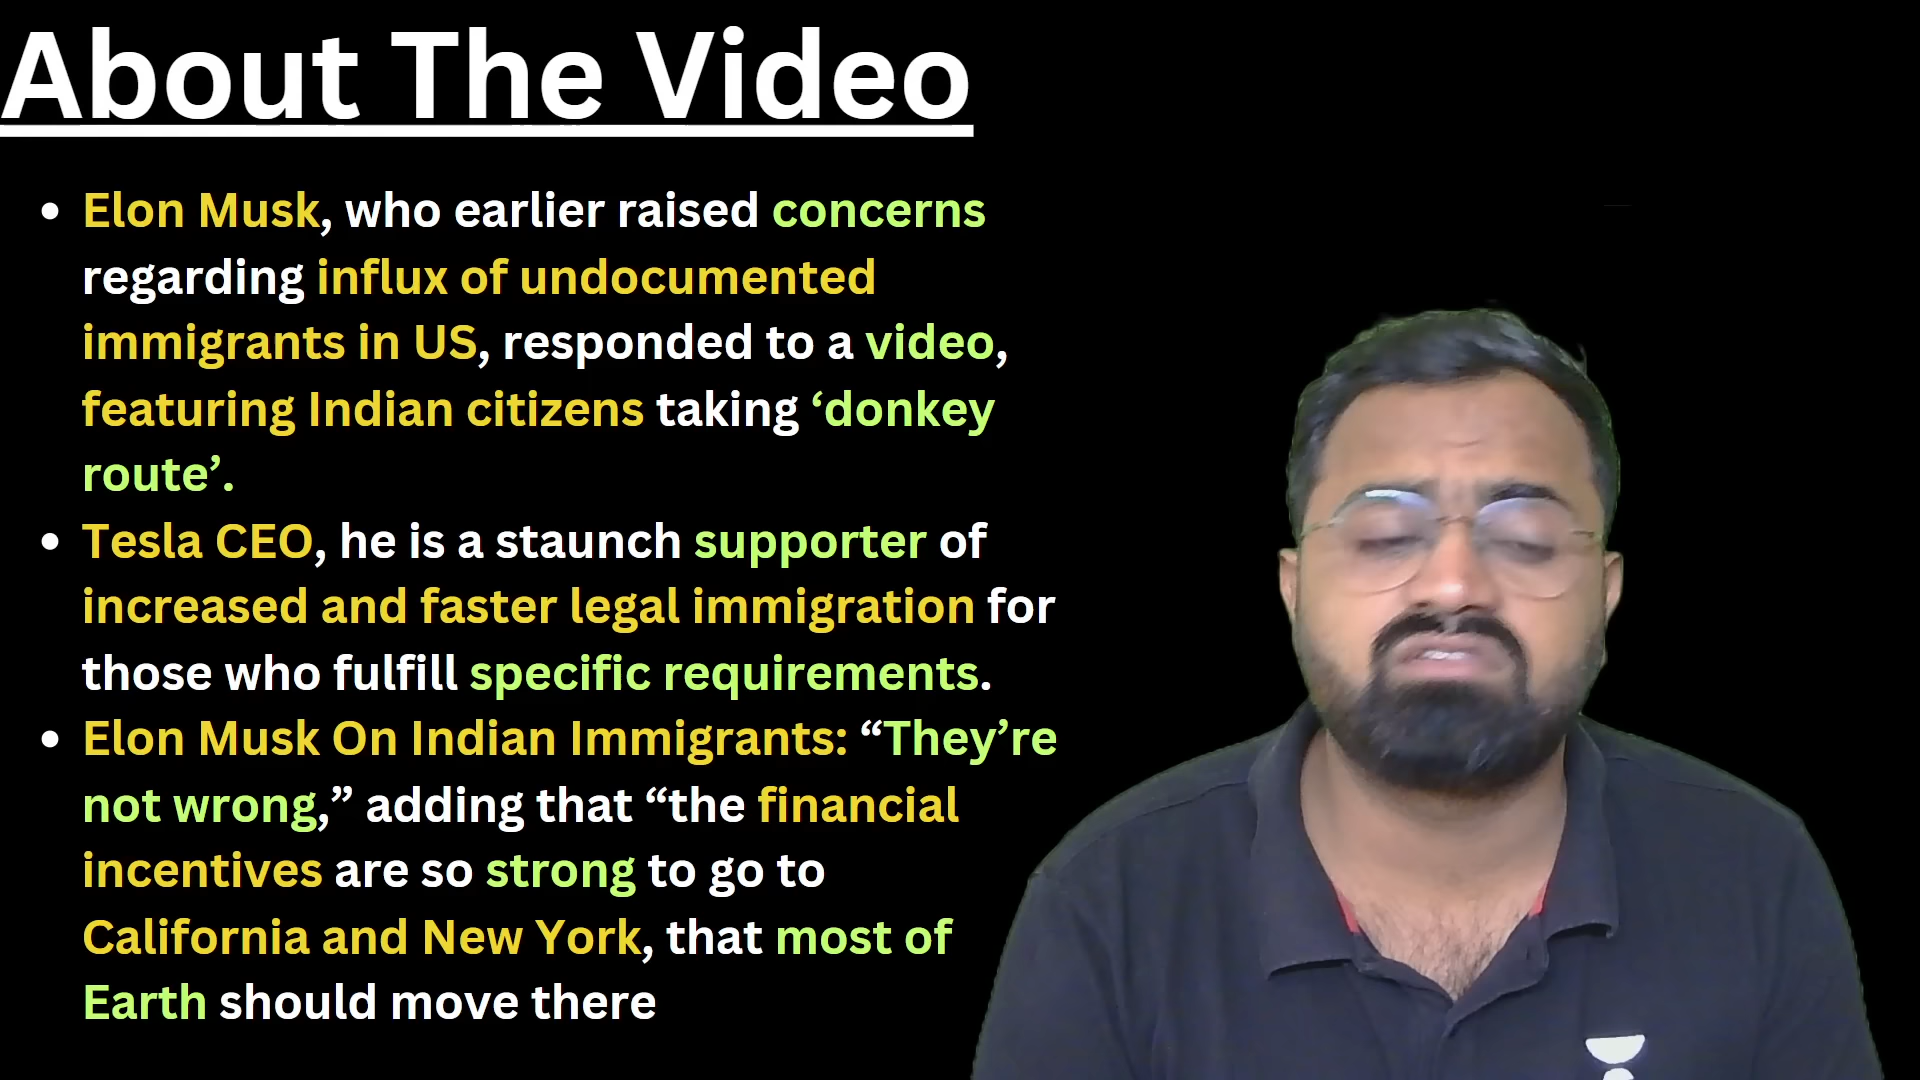 About The Video
• Elon Musk, who earlier raised concerns
regarding influx of undocumented
immigrants in US, responded to a video,
featuring Indian citizens taking ‘donkey
route’.
• Tesla CEO, he is a staunch supporter of
increased and faster legal immigration for
those who fulfill specific requirements.
• Elon Musk On Indian Immigrants: “They’re
not wrong,” adding that “the financial
incentives are so strong to go to
California and New York, that most of
Earth should move there